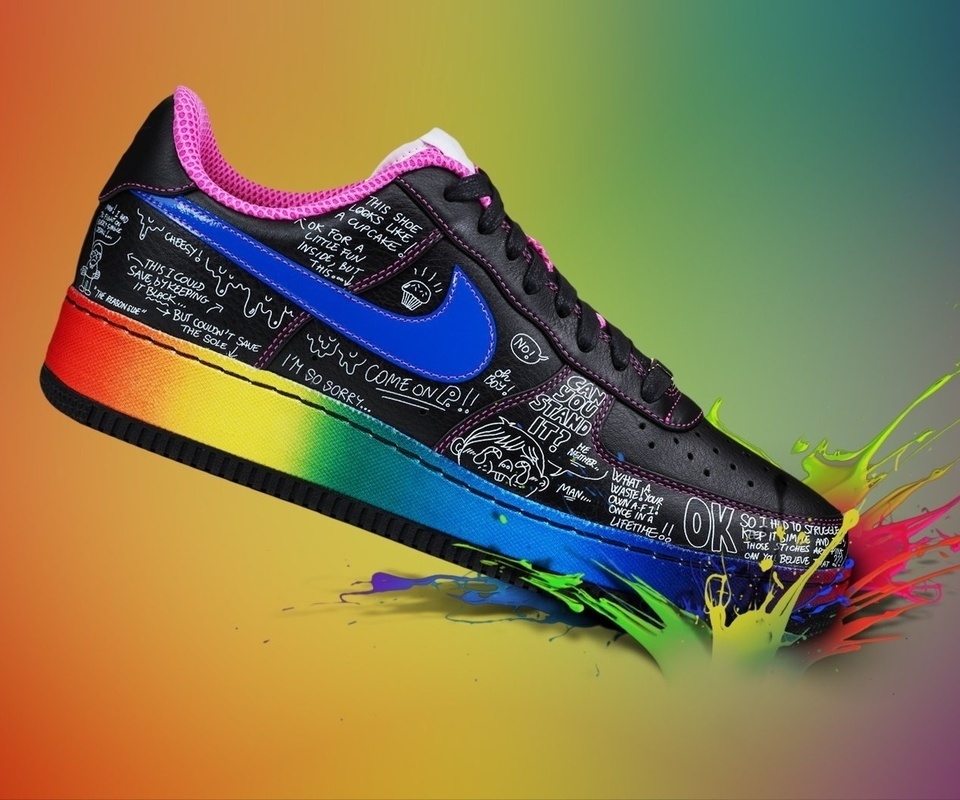 CHEESY!
THIS I COULD
SAVE, by KEEPING
IT BLACK...
"THE REASON SIDE"
BUT COULDN'T SAVE
THE SOLE
THIS SHOE
LOOKS LIKE
A CUPCAKE!
OK FOR A
LITTLE FUN
INSIDE, BUT
THIS...
COME ON P.!!
I'M SO SORRY...
NO!
oh
boy!
CAN
YOU
STAND
IT?
ME
NEITHER..
MAN...
WHAT A
WASTE! YOUR
OWN A.F.1!
ONCE IN A
LIFETIME!!
OK
SO I HAD TO STRUGGLE
KEEP IT SIMPLE AND
THOSE STICHES ARE PINK
CAN YOU BELIEVE THAT